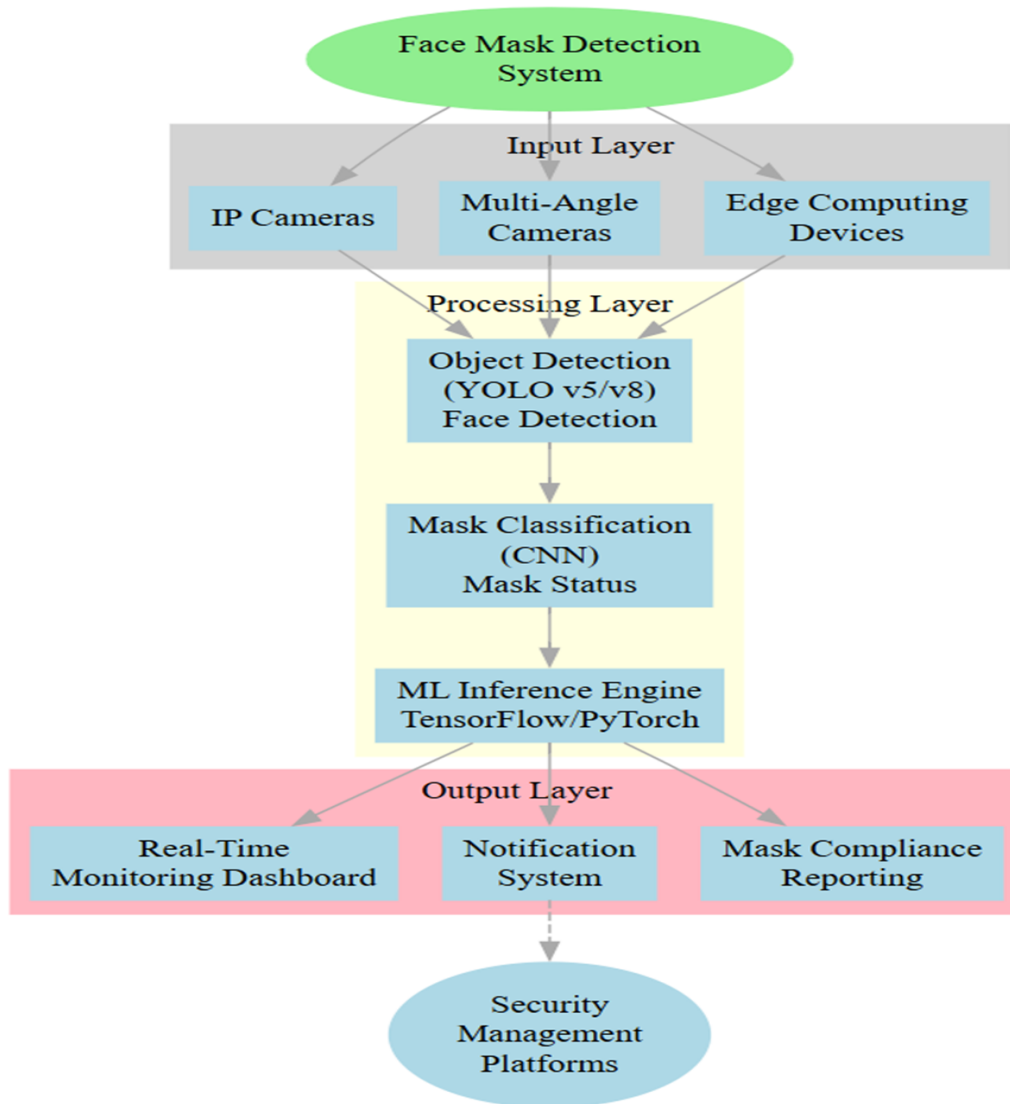 Face Mask Detection
System
Input Layer
IP Cameras
Multi-Angle
Cameras
Edge Computing
Devices
Processing Layer
Object Detection
(YOLO v5/v8)
Face Detection
Mask Classification
(CNN)
Mask Status
ML Inference Engine
TensorFlow/PyTorch
Output Layer
Real-Time
Monitoring Dashboard
Notification
System
Mask Compliance
Reporting
Security
Management
Platforms